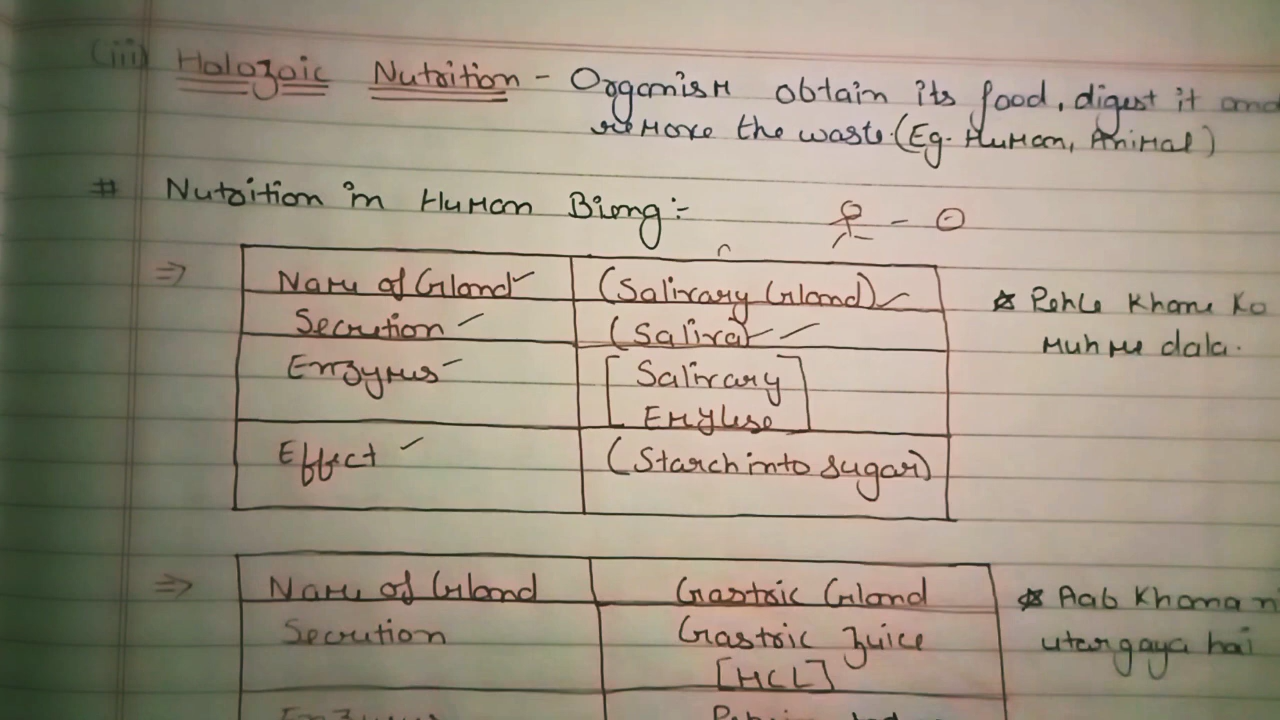 (iii) Holozoic Nutrition - Organism obtain its food, digest it and
remove the waste. (Eg. Human, Animal)
# Nutrition in Human Biong :-
⇒ Name of Gland (Salivary Gland)
Secretion (Saliva)
Enzymes [Salivary
Emylese]
Effect (Starch into sugar)
☆ Pehle Khane Ko
muh me dala.
⇒ Name of Gland Gastric Gland
Secretion Gastric Juice
[HCL]
☆ Aab Khana
utar gaya hai